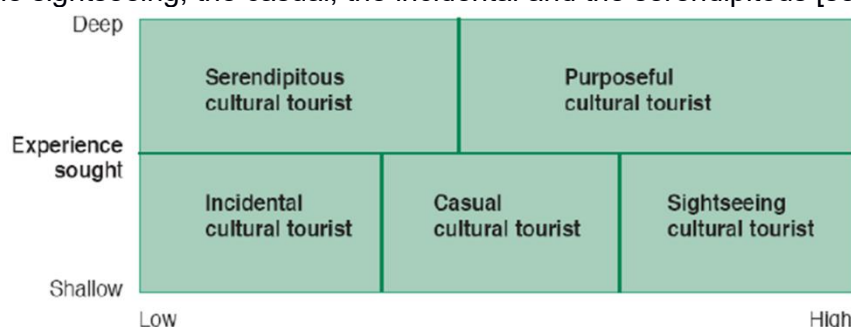 sightseeing, the casual, the incidental and the serendipitous
Deep
Serendipitous
cultural tourist
Purposeful
cultural tourist
Experience
sought
Incidental
cultural tourist
Casual
cultural tourist
Sightseeing
cultural tourist
Shallow
Low
High